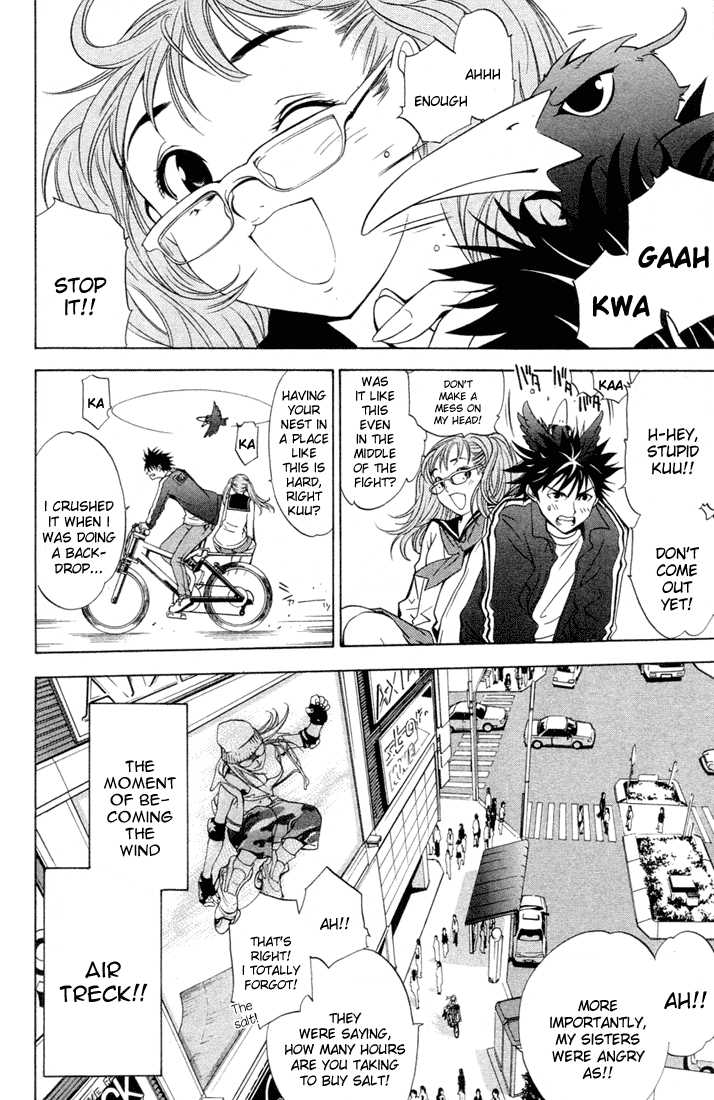 GAAH
KWA
AHHH
ENOUGH
STOP
IT!!
H-HEY,
STUPID
KUU!!
DON'T
COME
OUT
YET!
KAA
DON'T
MAKE A
MESS ON
MY HEAD!
WAS
IT LIKE
THIS EVEN
IN THE
MIDDLE
OF THE
FIGHT?
HAVING
YOUR
NEST IN
A PLACE
LIKE
THIS IS
HARD,
RIGHT
KUU?
KA
KA
I CRUSHED
IT WHEN I
WAS DOING
A BACK-
DROP...
AH!!
MORE
IMPORTANTLY,
MY SISTERS
WERE ANGRY
AS!!
AH!!
THAT'S
RIGHT!
I TOTALLY
FORGOT!
The
salt!
THEY
WERE SAYING,
HOW MANY HOURS
ARE YOU TAKING
TO BUY SALT!
THE
MOMENT
OF BE-
COMING
THE
WIND
AIR
TRECK!!